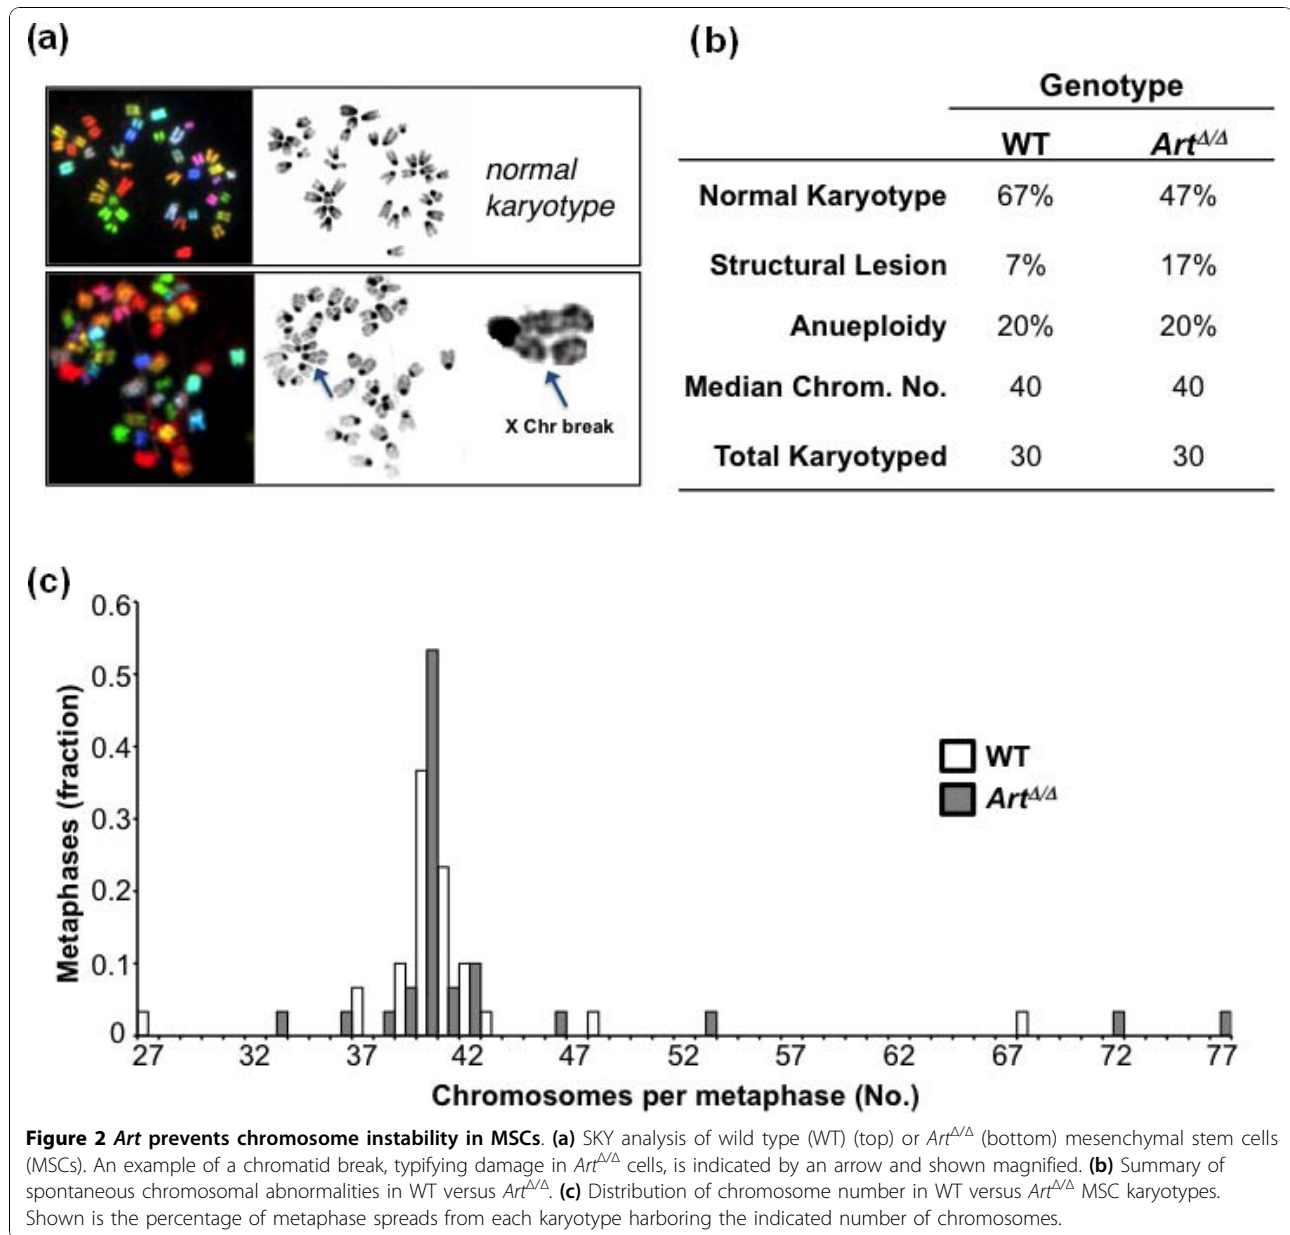 (a)
normal
karyotype
X Chr break
(b)
Genotype
WT Art^Δ/Δ
Normal Karyotype 67% 47%
Structural Lesion 7% 17%
Anueploidy 20% 20%
Median Chrom. No. 40 40
Total Karyotyped 30 30
(c)
Metaphases (fraction)
0.6
0.5
0.4
0.3
0.2
0.1
0
27 32 37 42 47 52 57 62 67 72 77
Chromosomes per metaphase (No.)
WT
Art^Δ/Δ
Figure 2 Art prevents chromosome instability in MSCs. (a) SKY analysis of wild type (WT) (top) or Art^Δ/Δ (bottom) mesenchymal stem cells
(MSCs). An example of a chromatid break, typifying damage in Art^Δ/Δ cells, is indicated by an arrow and shown magnified. (b) Summary of
spontaneous chromosomal abnormalities in WT versus Art^Δ/Δ. (c) Distribution of chromosome number in WT versus Art^Δ/Δ MSC karyotypes.
Shown is the percentage of metaphase spreads from each karyotype harboring the indicated number of chromosomes.